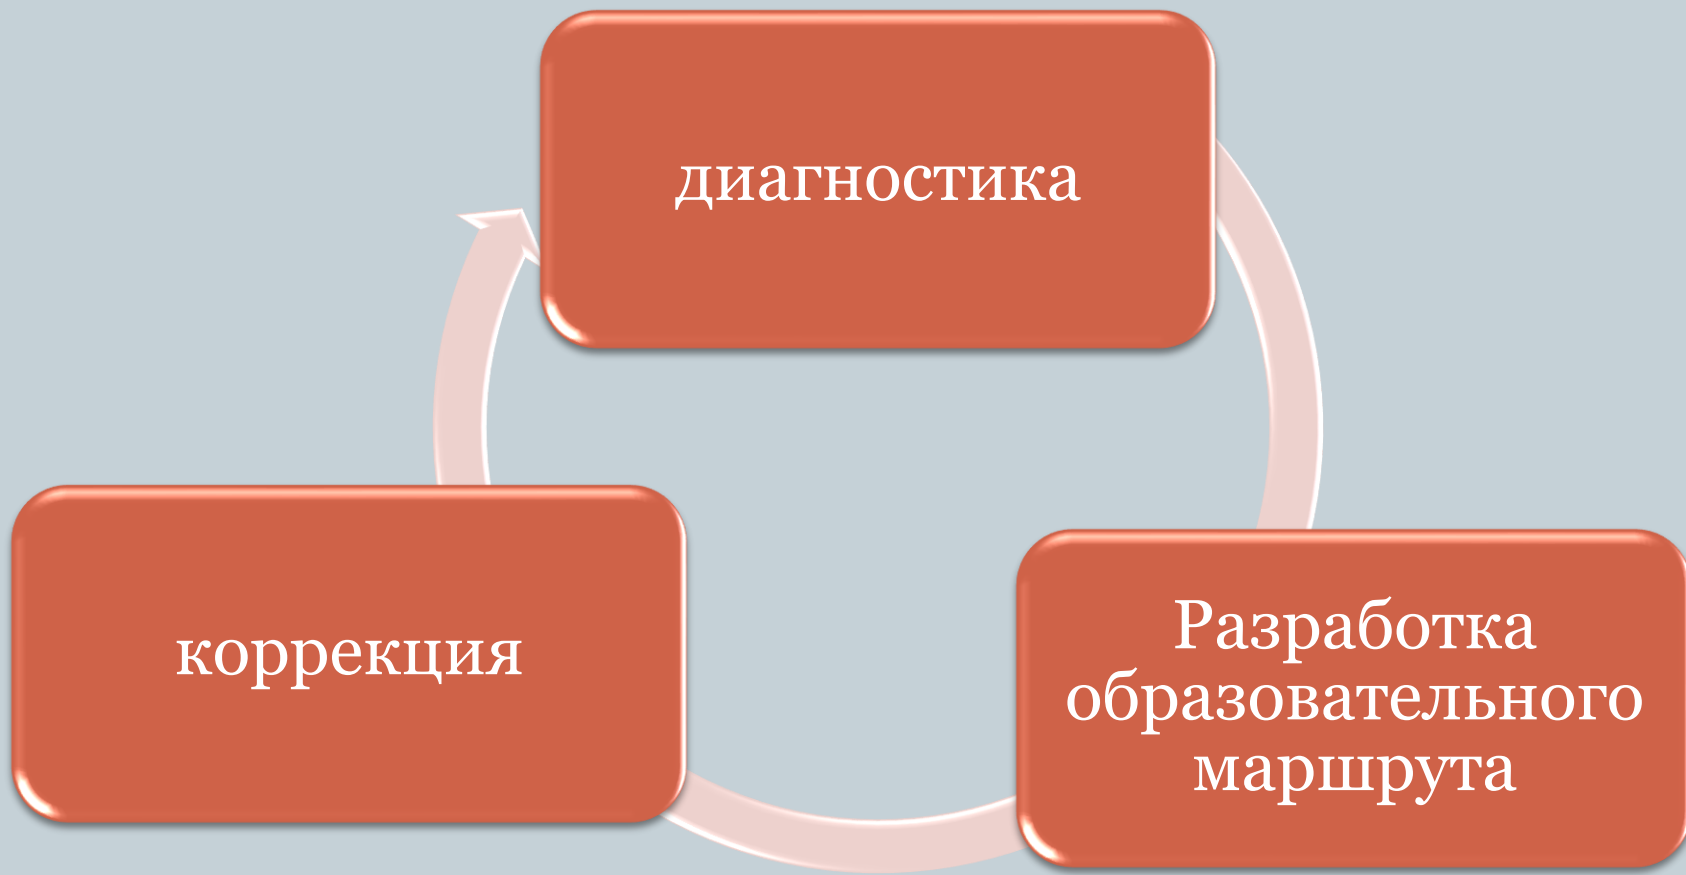 диагностика
коррекция
Разработка
образовательного
маршрута